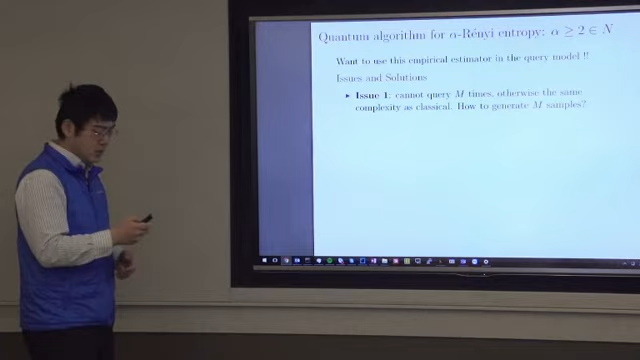 Quantum algorithm for α-Rényi entropy: α ≥ 2 ∈ N
Want to use this empirical estimator in the query model !!
Issues and Solutions
▸ Issue 1: cannot query M times, otherwise the same
complexity as classical. How to generate M samples?